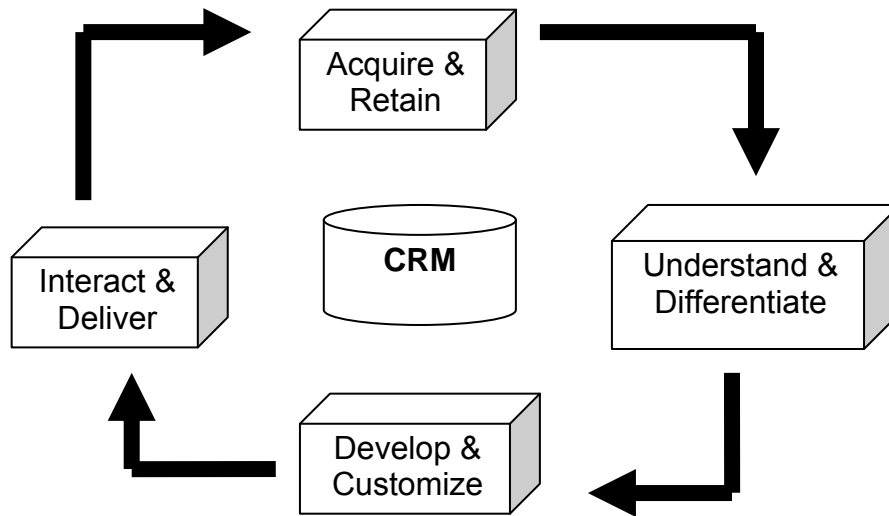 Acquire &
Retain
Understand &
Differentiate
CRM
Interact &
Deliver
Develop &
Customize